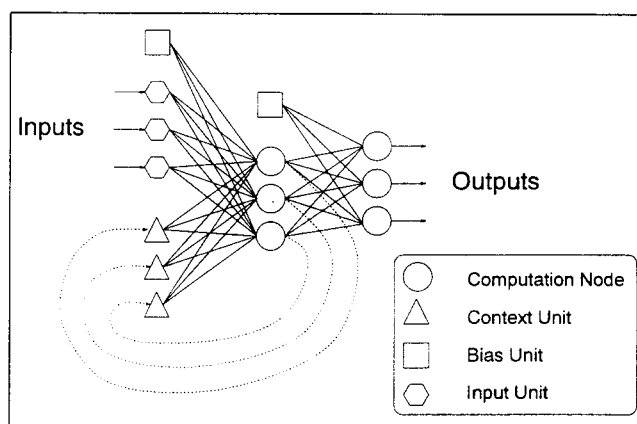 Inputs
Outputs
Computation Node
Context Unit
Bias Unit
Input Unit